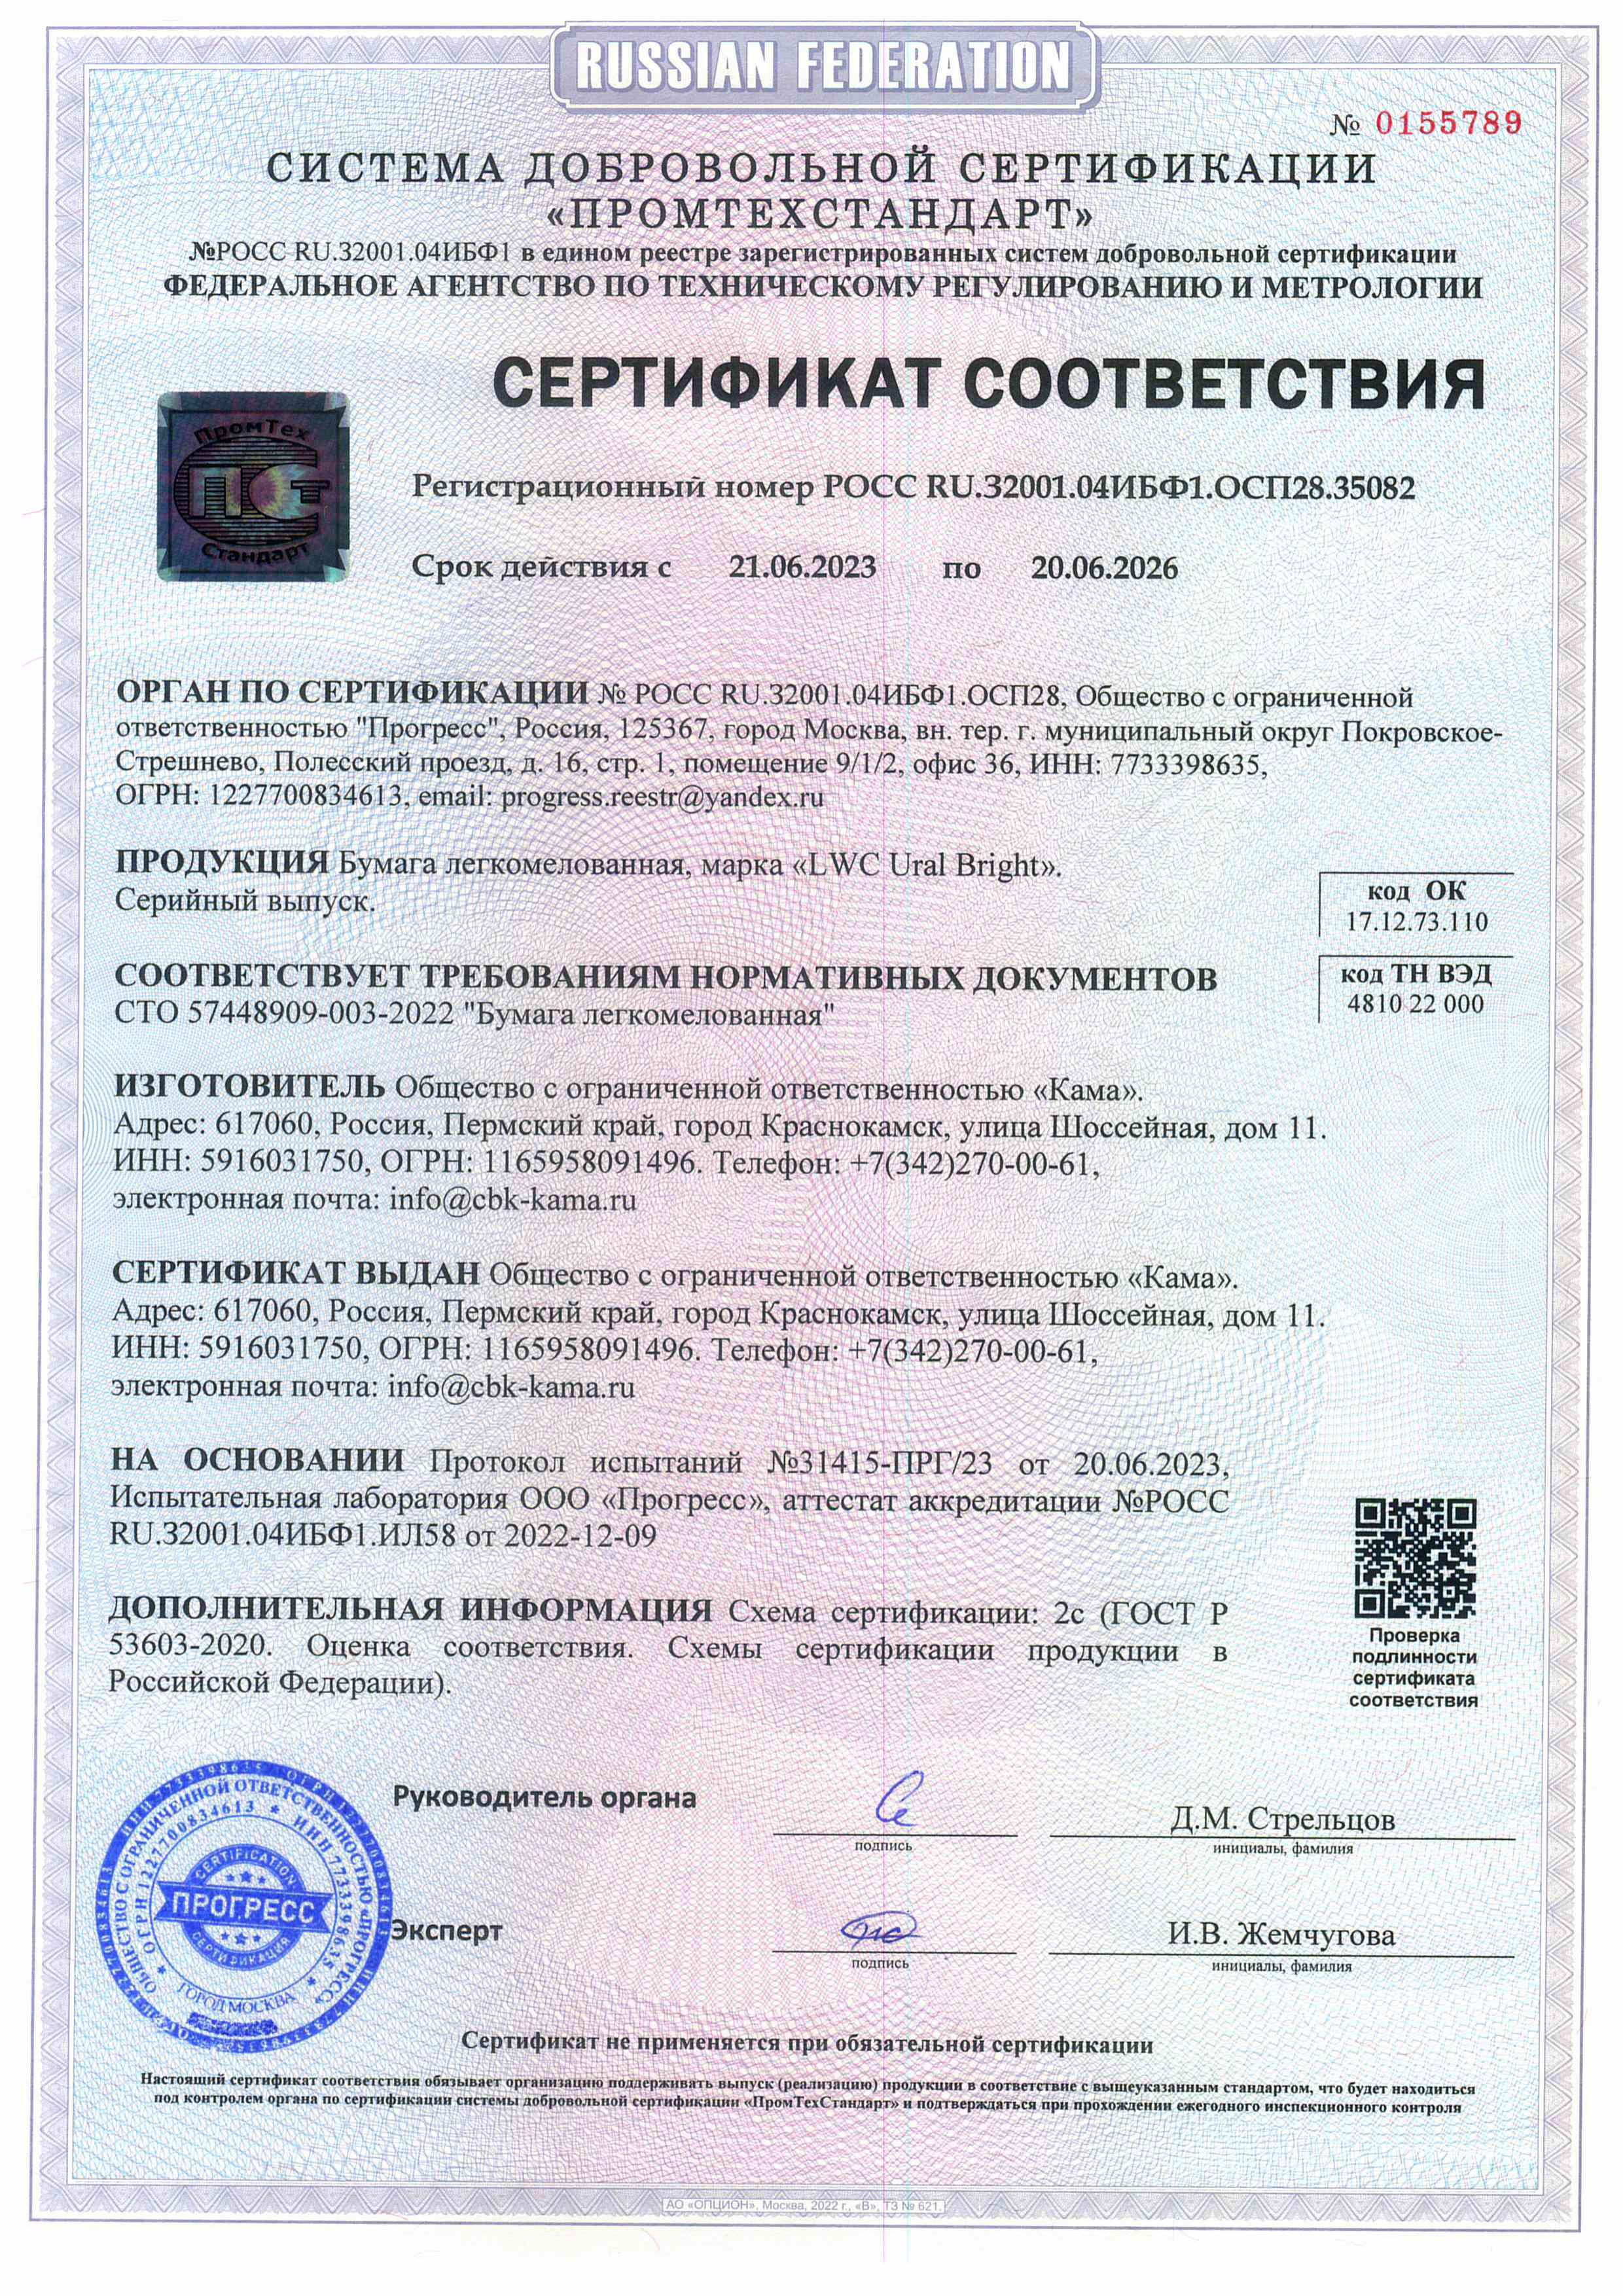 RUSSIAN FEDERATION
№ 0155789
СИСТЕМА ДОБРОВОЛЬНОЙ СЕРТИФИКАЦИИ
«ПРОМТЕХСТАНДАРТ»
№РОСС RU.32001.04ИБФ1 в едином реестре зарегистрированных систем добровольной сертификации
ФЕДЕРАЛЬНОЕ АГЕНТСТВО ПО ТЕХНИЧЕСКОМУ РЕГУЛИРОВАНИЮ И МЕТРОЛОГИИ
СЕРТИФИКАТ СООТВЕТСТВИЯ
ПромТех
ПСТ
Стандарт
Регистрационный номер РОСС RU.32001.04ИБФ1.ОСП28.35082
Срок действия с 21.06.2023 по 20.06.2026
ОРГАН ПО СЕРТИФИКАЦИИ № РОСС RU.32001.04ИБФ1.ОСП28, Общество с ограниченной
ответственностью "Прогресс", Россия, 125367, город Москва, вн. тер. г. муниципальный округ Покровское-
Стрешнево, Полесский проезд, д. 16, стр. 1, помещение 9/1/2, офис 36, ИНН: 7733398635,
ОГРН: 1227700834613, email: progress.reestr@yandex.ru
ПРОДУКЦИЯ Бумага легкомелованная, марка «LWC Ural Bright».
Серийный выпуск.
код ОК
17.12.73.110
СООТВЕТСТВУЕТ ТРЕБОВАНИЯМ НОРМАТИВНЫХ ДОКУМЕНТОВ
СТО 57448909-003-2022 "Бумага легкомелованная"
код ТН ВЭД
4810 22 000
ИЗГОТОВИТЕЛЬ Общество с ограниченной ответственностью «Кама».
Адрес: 617060, Россия, Пермский край, город Краснокамск, улица Шоссейная, дом 11.
ИНН: 5916031750, ОГРН: 1165958091496. Телефон: +7(342)270-00-61,
электронная почта: info@cbk-kama.ru
СЕРТИФИКАТ ВЫДАН Общество с ограниченной ответственностью «Кама».
Адрес: 617060, Россия, Пермский край, город Краснокамск, улица Шоссейная, дом 11.
ИНН: 5916031750, ОГРН: 1165958091496. Телефон: +7(342)270-00-61,
электронная почта: info@cbk-kama.ru
НА ОСНОВАНИИ Протокол испытаний №31415-ПРГ/23 от 20.06.2023,
Испытательная лаборатория ООО «Прогресс», аттестат аккредитации №РОСС
RU.32001.04ИБФ1.ИЛ58 от 2022-12-09
ДОПОЛНИТЕЛЬНАЯ ИНФОРМАЦИЯ Схема сертификации: 2с (ГОСТ Р
53603-2020. Оценка соответствия. Схемы сертификации продукции в
Российской Федерации).
Проверка
подлинности
сертификата
соответствия
ОБЩЕСТВО С ОГРАНИЧЕННОЙ ОТВЕТСТВЕННОСТЬЮ «ПРОГРЕСС»
ОГРН 1227700834613 * ИНН 7733398635
CERTIFICATION
ПРОГРЕСС
СЕРТИФИКАЦИЯ
ГОРОД МОСКВА
Руководитель органа
подпись
Д.М. Стрельцов
инициалы, фамилия
Эксперт
подпись
И.В. Жемчугова
инициалы, фамилия
Сертификат не применяется при обязательной сертификации
Настоящий сертификат соответствия обязывает организацию поддерживать выпуск (реализацию) продукции в соответствие с вышеуказанным стандартом, что будет находиться
под контролем органа по сертификации системы добровольной сертификации «ПромТехСтандарт» и подтверждаться при прохождении ежегодного инспекционного контроля
АО «ОПЦИОН», Москва, 2022 г., «В», ТЗ № 621.